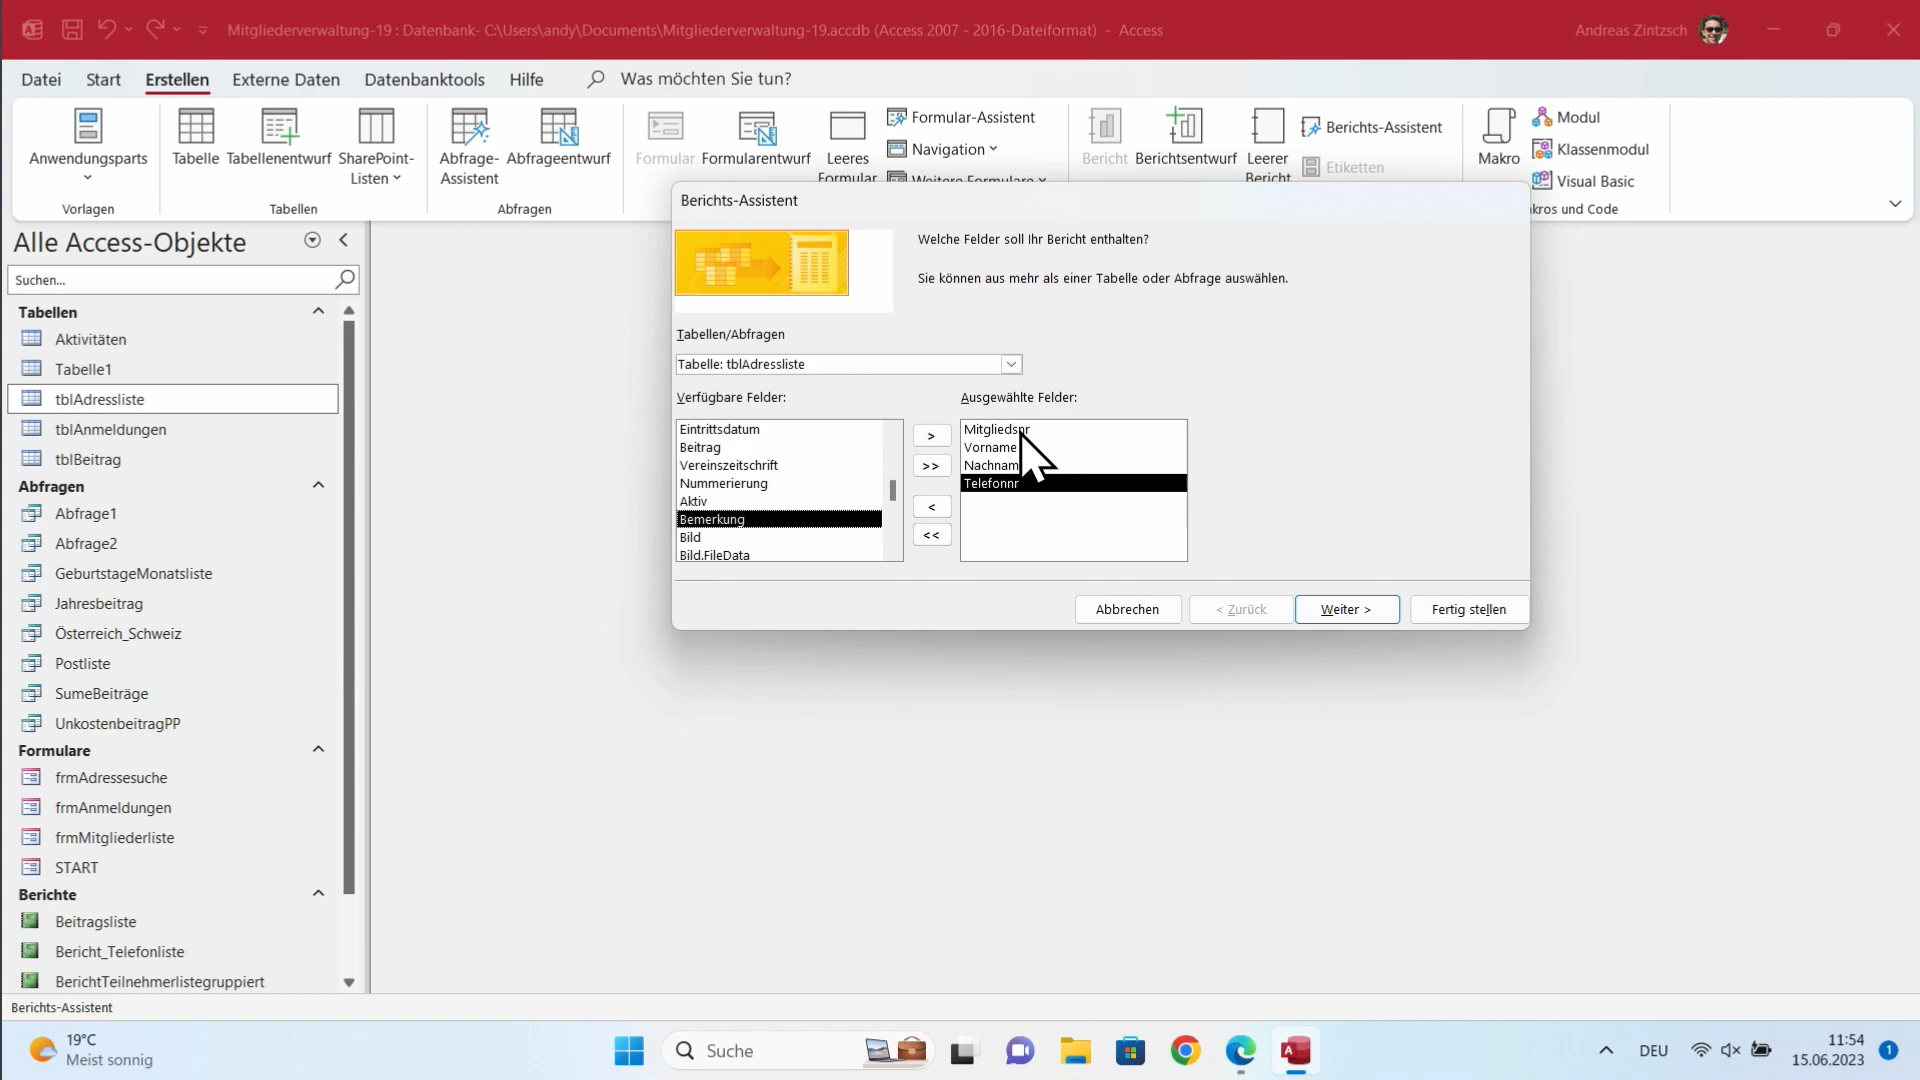 Mitgliederverwaltung-19 : Datenbank- C:\Users\andy\Documents\Mitgliederverwaltung-19.accdb (Access 2007 - 2016-Dateiformat) - Access
Andreas Zintzsch
Datei Start Erstellen Externe Daten Datenbanktools Hilfe Was möchten Sie tun?
Anwendungsparts
Vorlagen
Tabelle
Tabellenentwurf
SharePoint-
Listen
Tabellen
Abfrage-
Assistent
Abfrageentwurf
Abfragen
Formular
Formularentwurf
Leeres
Formular
Formular-Assistent
Navigation
Weitere Formulare
Bericht
Berichtsentwurf
Leerer
Bericht
Berichts-Assistent
Etiketten
Makro
Modul
Klassenmodul
Visual Basic
kros und Code
Alle Access-Objekte
Suchen...
Tabellen
Aktivitäten
Tabelle1
tblAdressliste
tblAnmeldungen
tblBeitrag
Abfragen
Abfrage1
Abfrage2
GeburtstageMonatsliste
Jahresbeitrag
Österreich_Schweiz
Postliste
SumeBeiträge
UnkostenbeitragPP
Formulare
frmAdressesuche
frmAnmeldungen
frmMitgliederliste
START
Berichte
Beitragsliste
Bericht_Telefonliste
BerichtTeilnehmerlistegruppiert
Berichts-Assistent
Welche Felder soll Ihr Bericht enthalten?
Sie können aus mehr als einer Tabelle oder Abfrage auswählen.
Tabellen/Abfragen
Tabelle: tblAdressliste
Verfügbare Felder:
Eintrittsdatum
Beitrag
Vereinszeitschrift
Nummerierung
Aktiv
Bemerkung
Bild
Bild.FileData
>
>>
<
<<
Ausgewählte Felder:
Mitgliedsnr
Vorname
Nachnam
Telefonnr
Abbrechen
< Zurück
Weiter >
Fertig stellen
Berichts-Assistent
19°C
Meist sonnig
Suche
DEU
11:54
15.06.2023
1